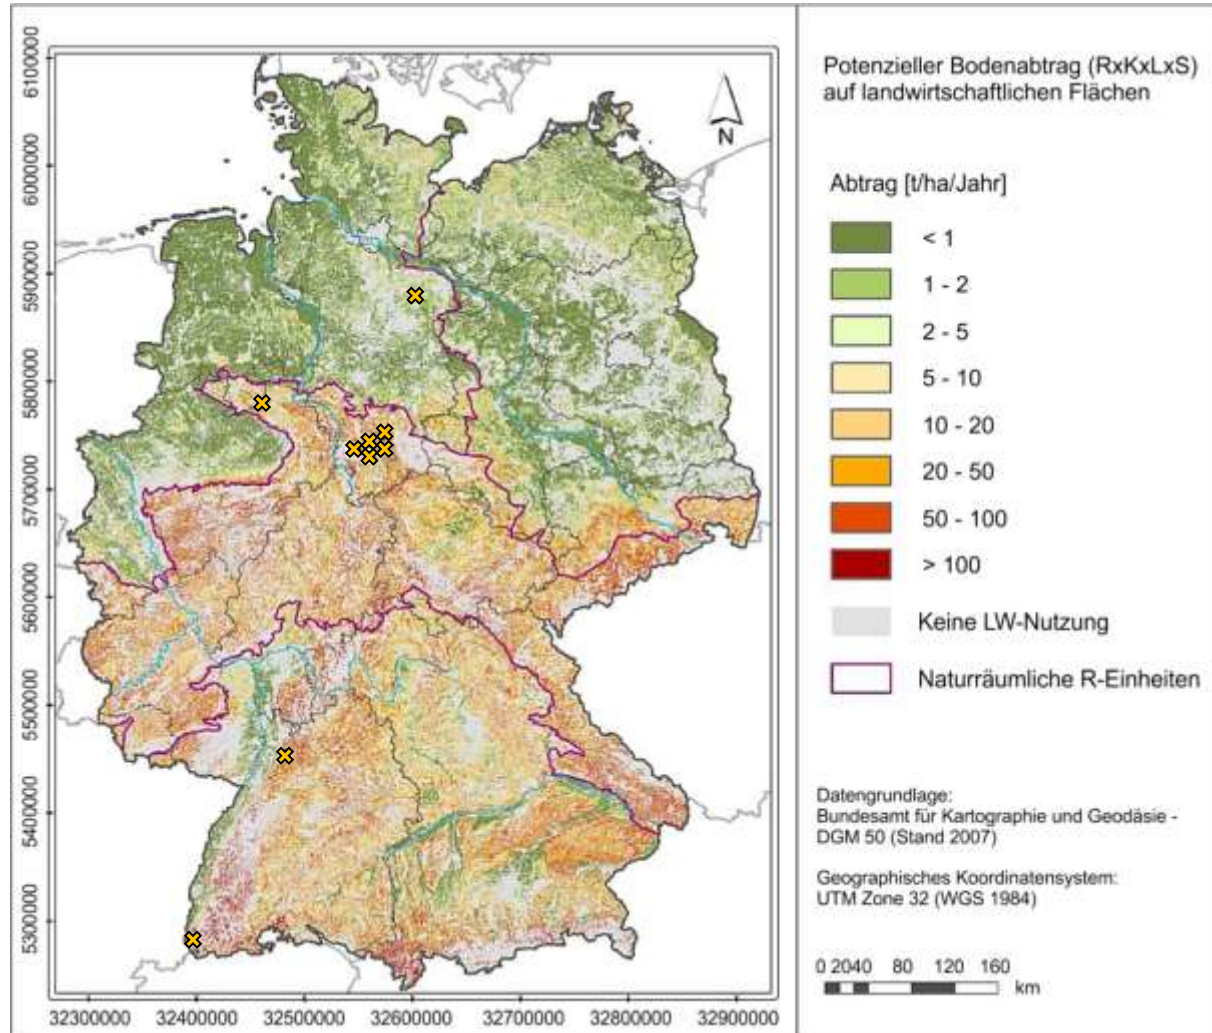 Potenzieller Bodenabtrag (RxKxLxS)
auf landwirtschaftlichen Flächen
N
Abtrag [t/ha/Jahr]
< 1
1 - 2
2 - 5
5 - 10
10 - 20
20 - 50
50 - 100
> 100
Keine LW-Nutzung
Naturräumliche R-Einheiten
Datengrundlage:
Bundesamt für Kartographie und Geodäsie -
DGM 50 (Stand 2007)
Geographisches Koordinatensystem:
UTM Zone 32 (WGS 1984)
0 2040 80 120 160
km
6100000
6000000
5900000
5800000
5700000
5600000
5500000
5400000
5300000
32300000 32400000 32500000 32600000 32700000 32800000 32900000